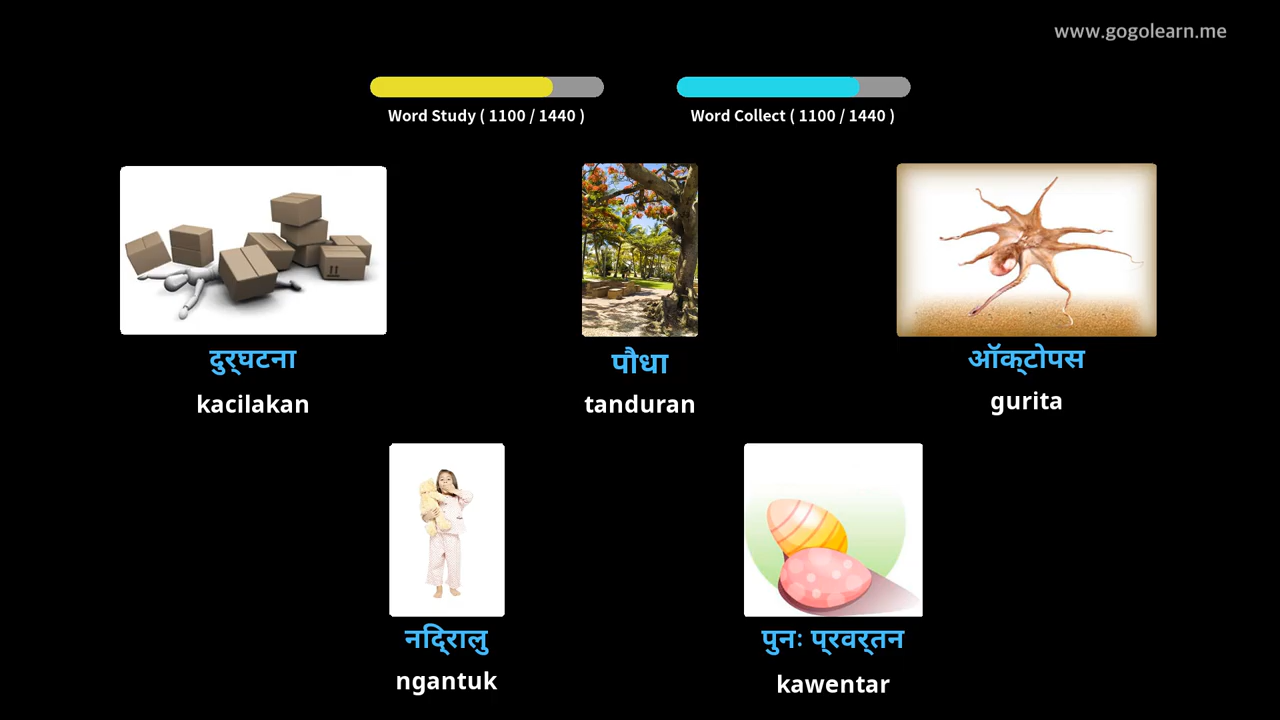 www.gogolearn.me
Word Study ( 1100 / 1440 )
Word Collect ( 1100 / 1440 )
दुर्घटना
पौधा
ऑक्टोपस
kacilakan
tanduran
gurita
नदि्रालु
पुनः प्रवर्तन
ngantuk
kawentar